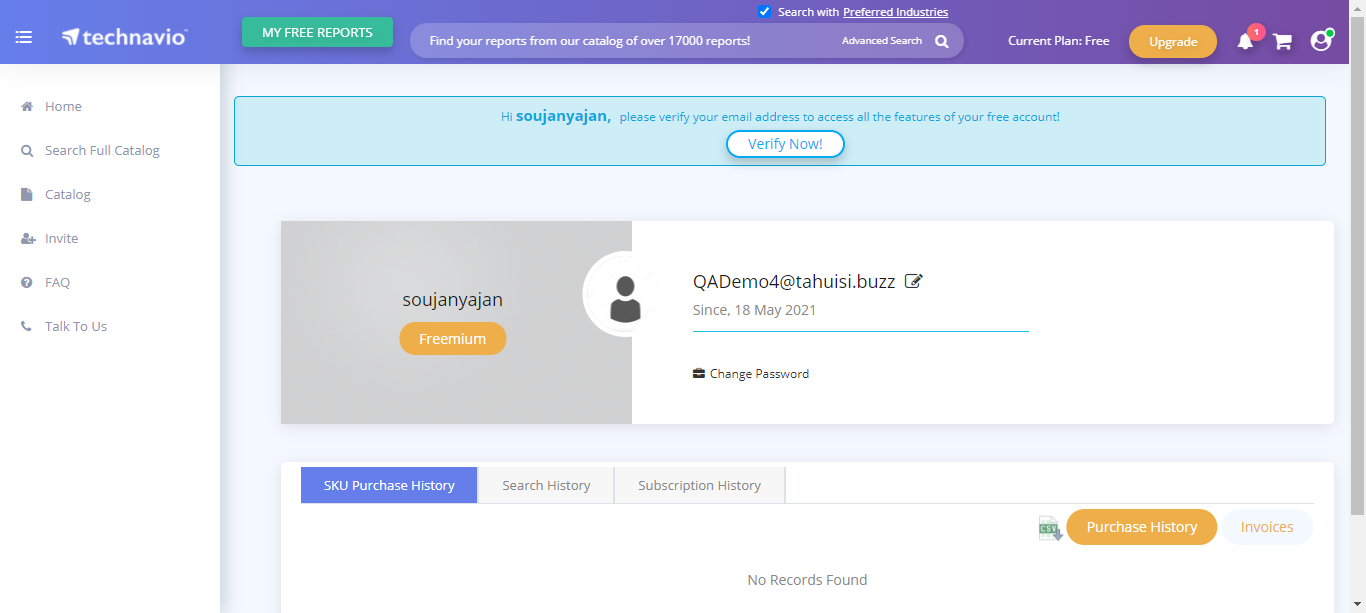 Search with Preferred Industries
technavio
MY FREE REPORTS
Find your reports from our catalog of over 17000 reports!
Advanced Search
Current Plan: Free
Upgrade
1
Home
Search Full Catalog
Catalog
Invite
FAQ
Talk To Us
Hi soujanyajan, please verify your email address to access all the features of your free account!
Verify Now!
soujanyajan
Freemium
QADemo4@tahuisi.buzz
Since, 18 May 2021
Change Password
SKU Purchase History
Search History
Subscription History
CSV
Purchase History
Invoices
No Records Found